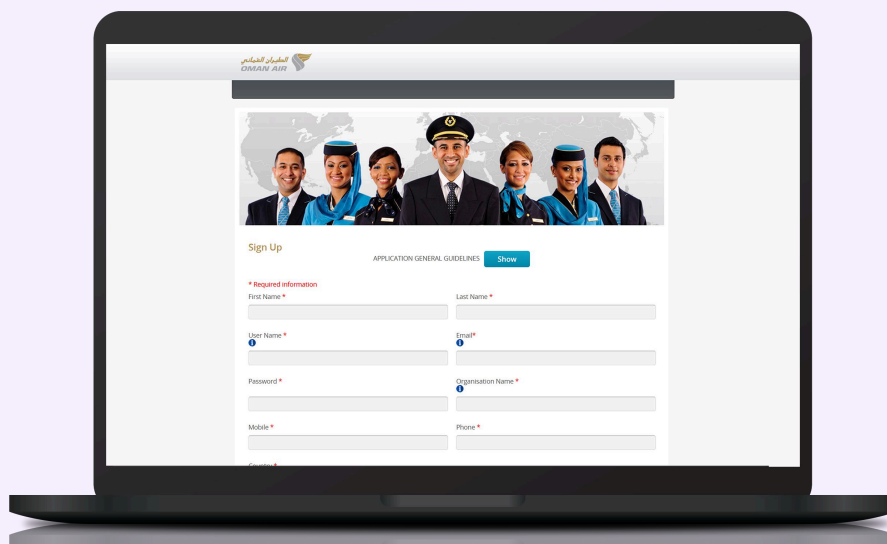 الطيران العماني
OMAN AIR
Sign Up
APPLICATION GENERAL GUIDELINES Show
* Required information
First Name * Last Name *
User Name * Email*
Password * Organisation Name *
Mobile * Phone *
Country *